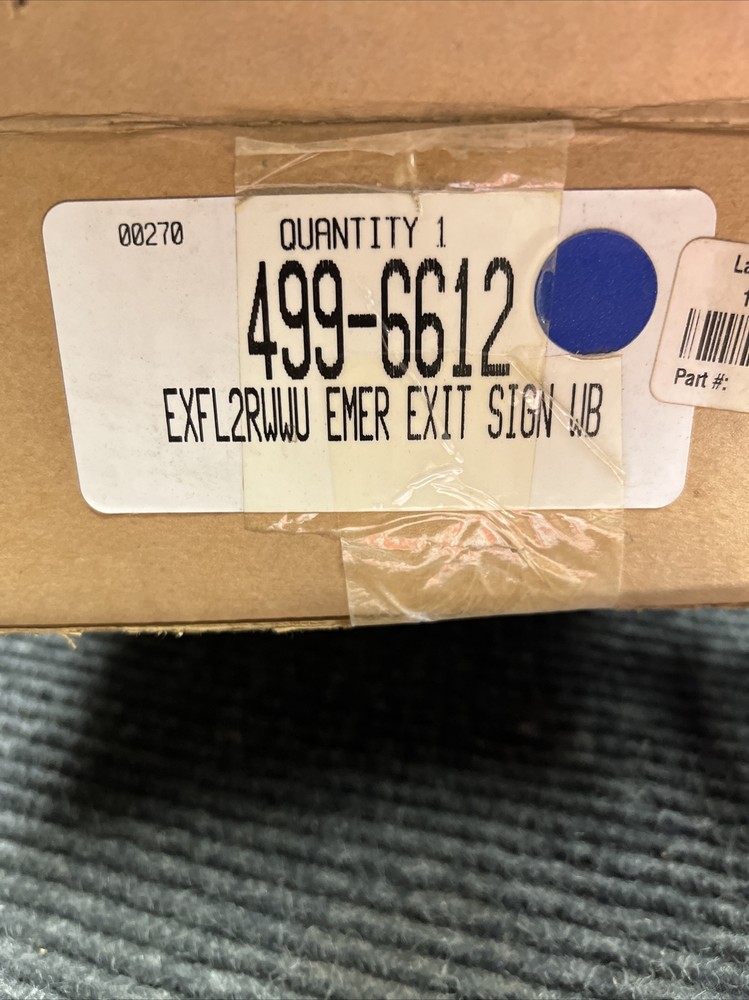 00270
QUANTITY 1
499-6612
EXFL2RWWU EMER EXIT SIGN WB
Part #: